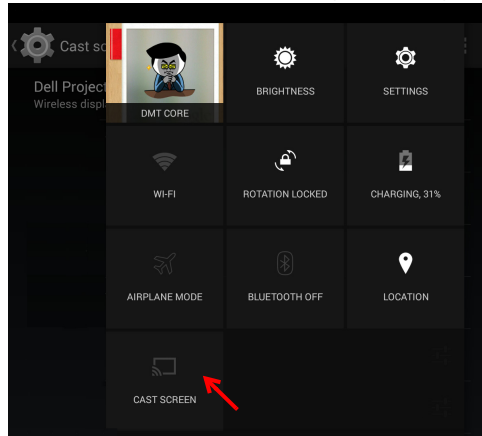 Cast sc
Dell Project
Wireless displ
DMT CORE
BRIGHTNESS
SETTINGS
WI-FI
ROTATION LOCKED
CHARGING, 31%
AIRPLANE MODE
BLUETOOTH OFF
LOCATION
CAST SCREEN